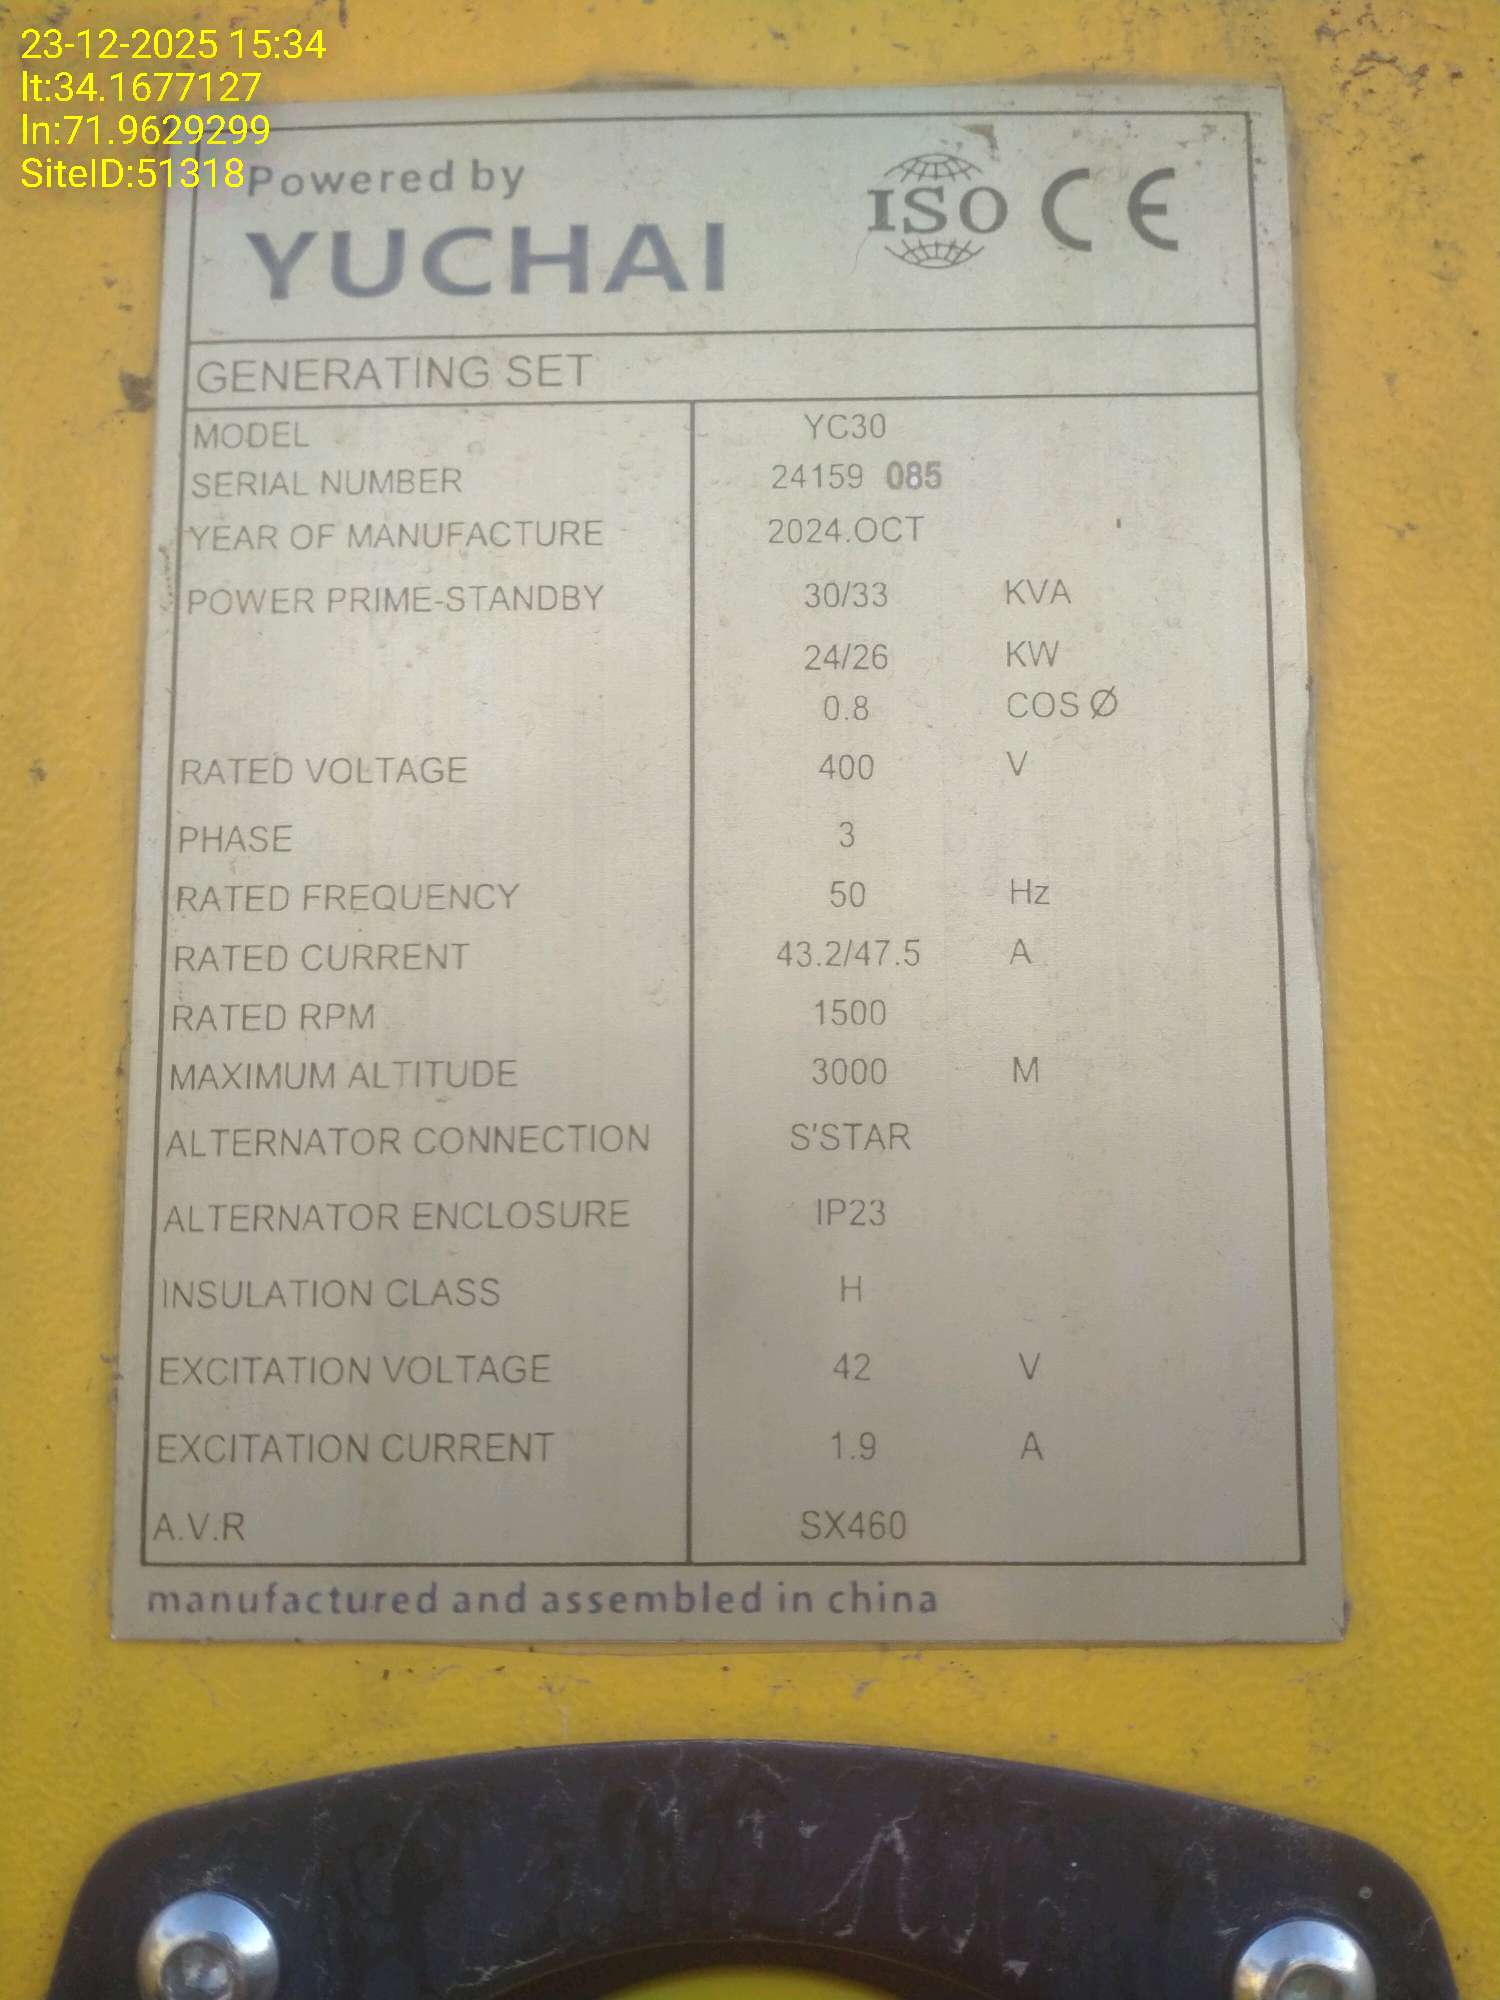 23-12-2025 15:34
lt:34.1677127
ln:71.9629299
SiteID:51318
Powered by
YUCHAI
ISO CE
GENERATING SET
MODEL YC30
SERIAL NUMBER 24159 085
YEAR OF MANUFACTURE 2024.OCT
POWER PRIME-STANDBY 30/33 KVA
24/26 KW
0.8 COS Ø
RATED VOLTAGE 400 V
PHASE 3
RATED FREQUENCY 50 Hz
RATED CURRENT 43.2/47.5 A
RATED RPM 1500
MAXIMUM ALTITUDE 3000 M
ALTERNATOR CONNECTION S'STAR
ALTERNATOR ENCLOSURE IP23
INSULATION CLASS H
EXCITATION VOLTAGE 42 V
EXCITATION CURRENT 1.9 A
A.V.R SX460
manufactured and assembled in china